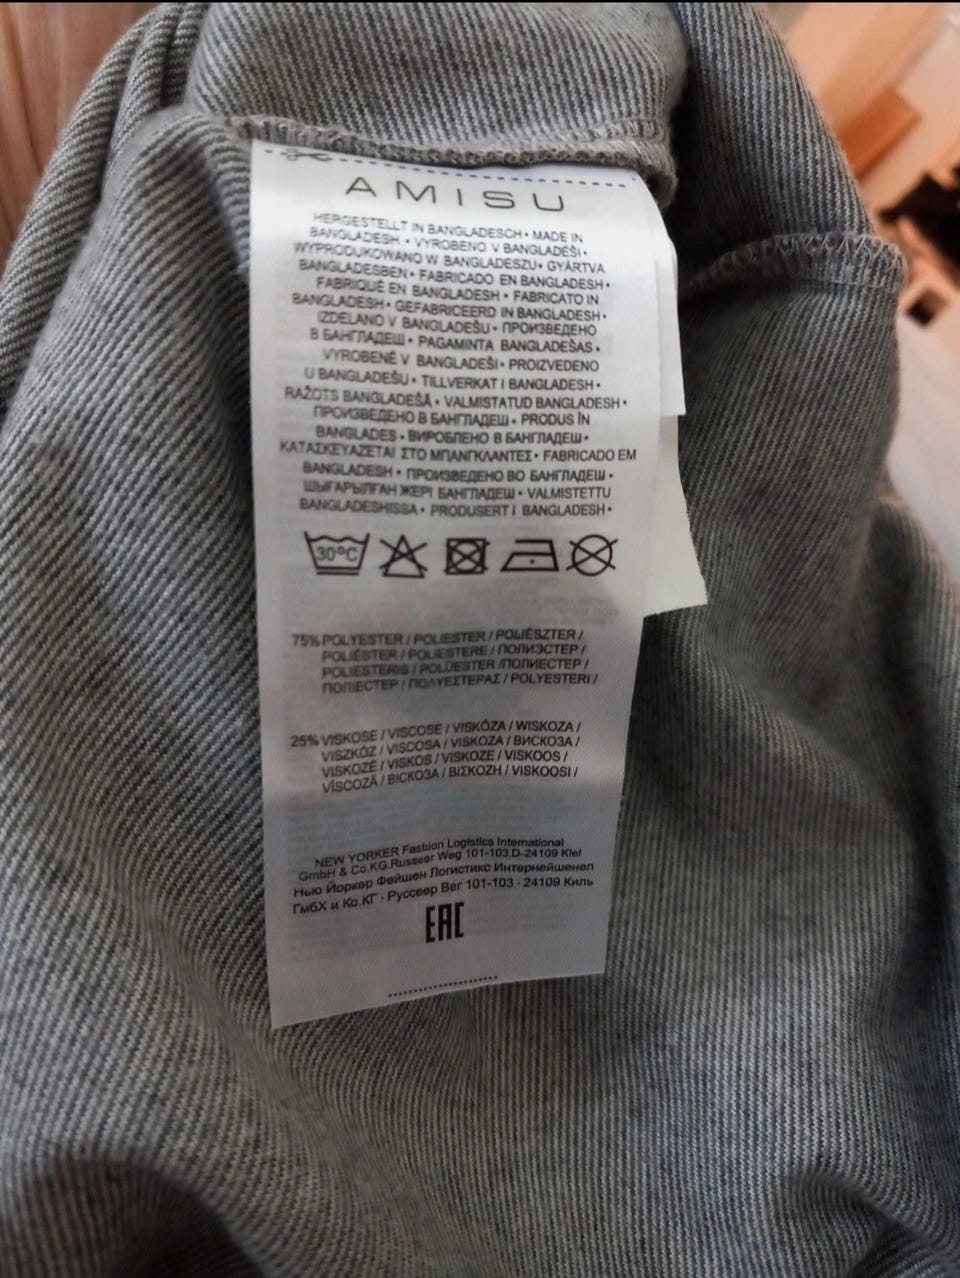 AMISU
HERGESTELLT IN BANGLADESCH • MADE IN
BANGLADESH • VYROBENO V BANGLADÉŠI •
WYPRODUKOWANO W BANGLADESZU • GYÁRTVA
BANGLADESBEN • FABRICADO EN BANGLADESH •
FABRIQUÉ EN BANGLADESH • FABRICATO IN
BANGLADESH • GEFABRICEERD IN BANGLADESH •
IZDELANO V BANGLADEŠU • ПРОИЗВЕДЕНО
В БАНГЛАДЕШ • PAGAMINTA BANGLADEŠAS •
VYROBENÉ V BANGLADEŠI • PROIZVEDENO
U BANGLADEŠU • TILLVERKAT I BANGLADESH •
RAŽOTS BANGLADEŠĀ • VALMISTATUD BANGLADESH •
ПРОИЗВЕДЕНО В БАНГЛАДЕШ • PRODUS ÎN
BANGLADES • ВИРОБЛЕНО В БАНГЛАДЕШ •
ΚΑΤΑΣΚΕΥΑΖΕΤΑΙ ΣΤΟ ΜΠΑΝΓΚΛΑΝΤΕΣ • FABRICADO EM
BANGLADESH • ПРОИЗВЕДЕНО ВО БАНГЛАДЕШ •
ШЫҒАРЫЛҒАН ЖЕРІ БАНГЛАДЕШ • VALMISTETTU
BANGLADESHISSA • PRODUSERT I BANGLADESH •
30°C
75% POLYESTER / POLIESTER / POLIÉSZTER /
POLIÉSTER / POLIESTERE / ПОЛИЭСТЕР /
POLIESTERIS / POLÜESTER /ПОЛИЕСТЕР /
ПОЛІЕСТЕР / ΠΟΛΥΕΣΤΕΡΑΣ / POLYESTERI /
25% VISKOSE / VISCOSE / VISKÓZA / WISKOZA /
VISZKÓZ / VISCOSA / VISKOZA / ВИСКОЗА /
VISKOZĖ / VISKOS / VISKOZE / VISKOOS /
VÎSCOZĂ / ВІСКОЗА / ΒΙΣΚΟΖΗ / VISKOOSI /
NEW YORKER Fashion Logistics International
GmbH & Co.KG.Russeer Weg 101-103,D-24109 Kiel
Нью Йоркер Фейшен Логистикс Интернейшенел
ГмбХ и Ко.КГ · Руссеер Вег 101-103 · 24109 Киль
EAC